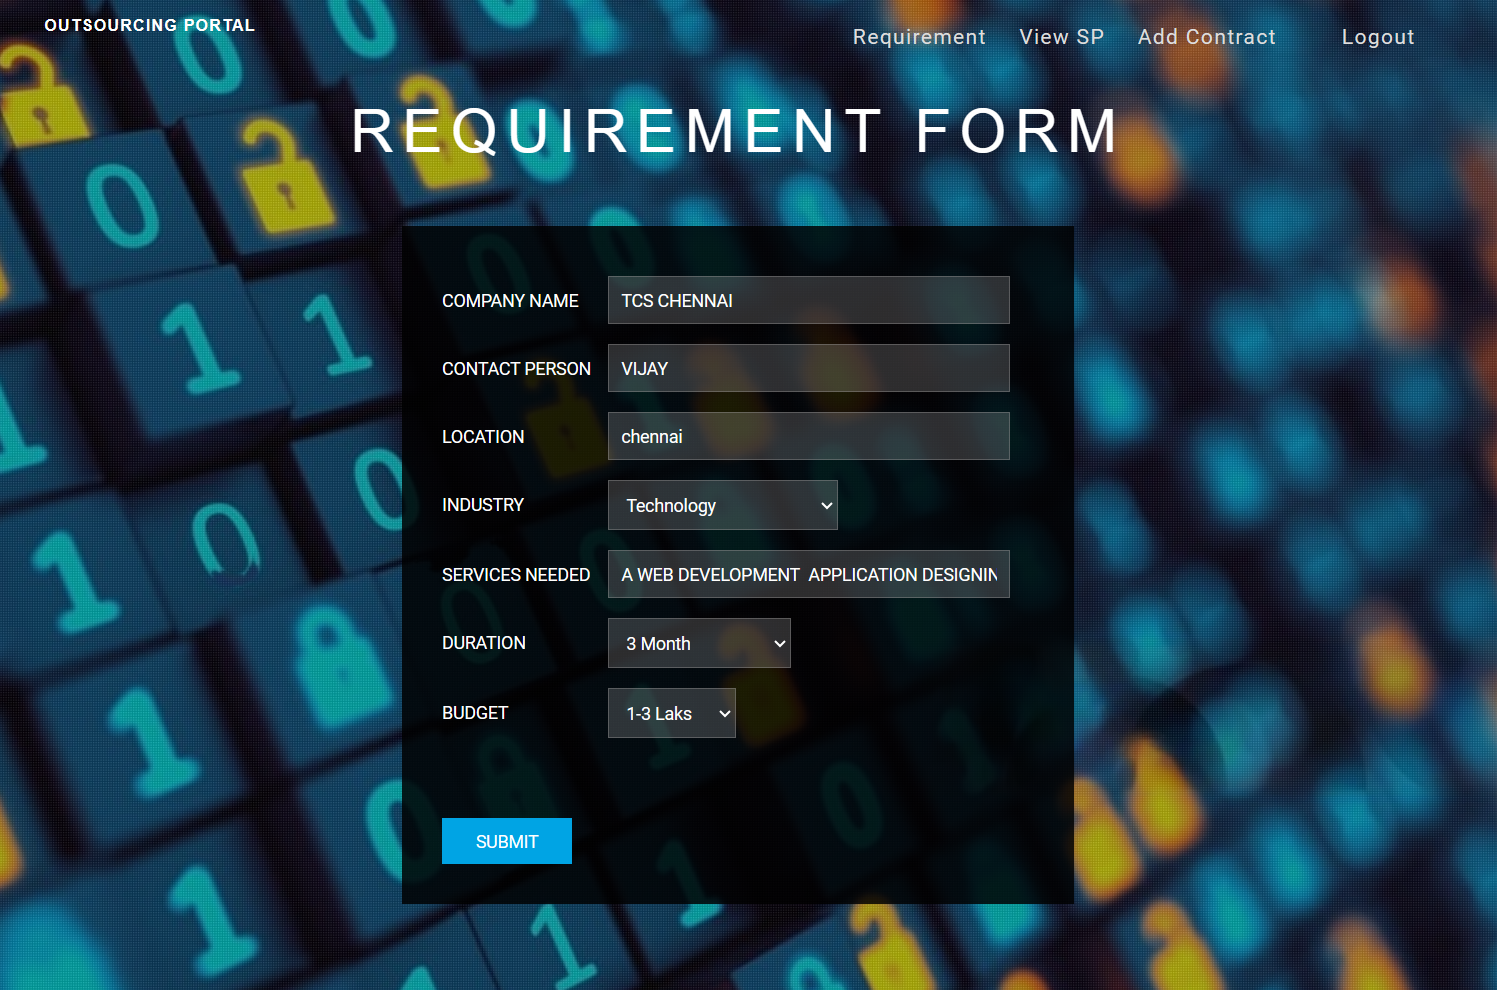 OUTSOURCING PORTAL
Requirement View SP Add Contract Logout
REQUIREMENT FORM
COMPANY NAME TCS CHENNAI
CONTACT PERSON VIJAY
LOCATION chennai
INDUSTRY Technology
SERVICES NEEDED A WEB DEVELOPMENT  APPLICATION DESIGNIN
DURATION 3 Month
BUDGET 1-3 Laks
SUBMIT